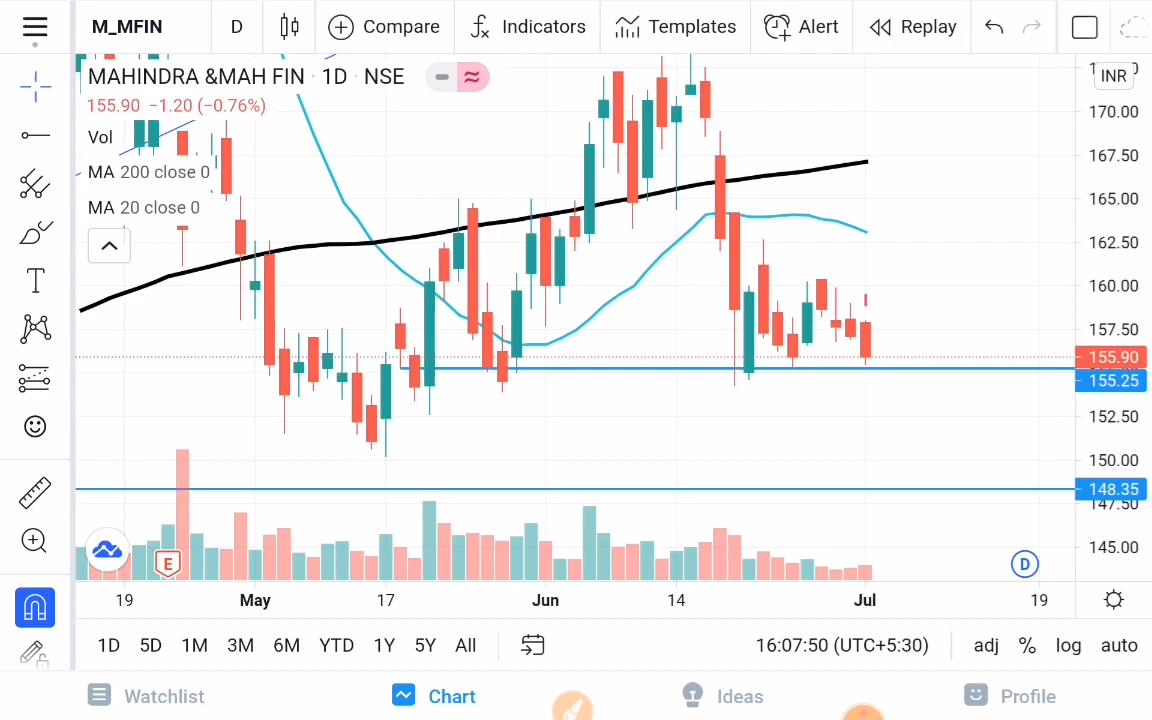 M_MFIN D Compare Indicators Templates Alert Replay
MAHINDRA &MAH FIN · 1D · NSE
INR
155.90 −1.20 (−0.76%)
Vol
MA 200 close 0
MA 20 close 0
170.00
167.50
165.00
162.50
160.00
157.50
155.90
155.25
152.50
150.00
148.35
147.50
145.00
E
D
19 May 17 Jun 14 Jul 19
1D 5D 1M 3M 6M YTD 1Y 5Y All 16:07:50 (UTC+5:30) adj % log auto
T
Watchlist Chart Ideas Profile